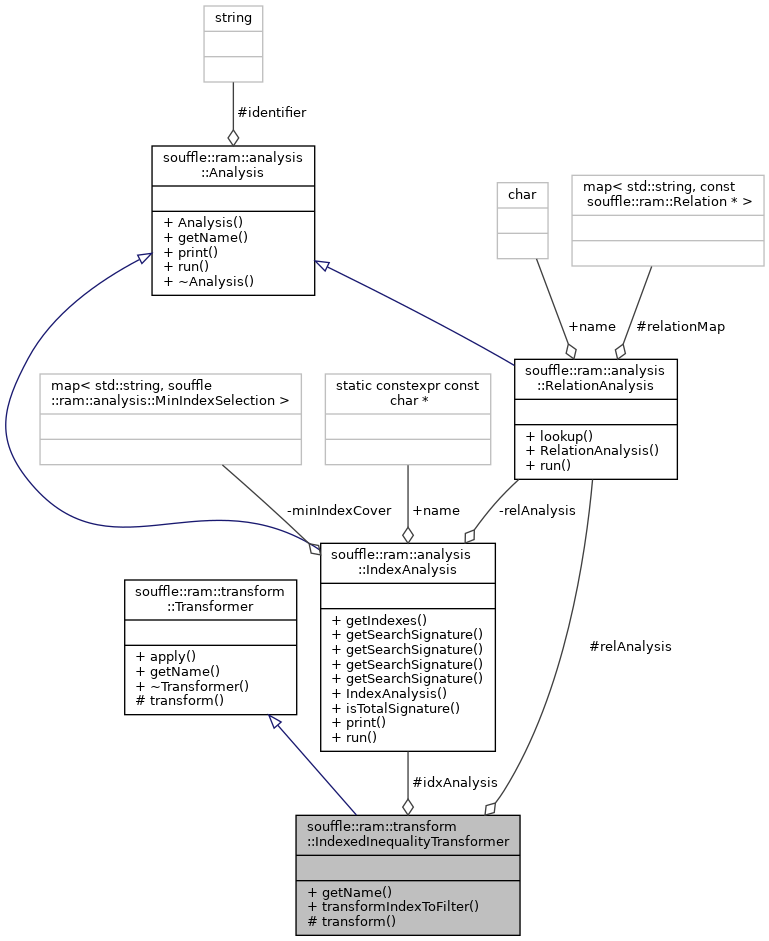 string
#identifier
souffle::ram::analysis
::Analysis
+ Analysis()
+ getName()
+ print()
+ run()
+ ~Analysis()
char
map< std::string, const
souffle::ram::Relation * >
+name
#relationMap
souffle::ram::analysis
::RelationAnalysis
+ lookup()
+ RelationAnalysis()
+ run()
map< std::string, souffle
::ram::analysis::MinIndexSelection >
static constexpr const
char *
-minIndexCover
+name
-relAnalysis
souffle::ram::analysis
::IndexAnalysis
+ getIndexes()
+ getSearchSignature()
+ getSearchSignature()
+ getSearchSignature()
+ getSearchSignature()
+ IndexAnalysis()
+ isTotalSignature()
+ print()
+ run()
souffle::ram::transform
::Transformer
+ apply()
+ getName()
+ ~Transformer()
# transform()
#relAnalysis
#idxAnalysis
souffle::ram::transform
::IndexedInequalityTransformer
+ getName()
+ transformIndexToFilter()
# transform()